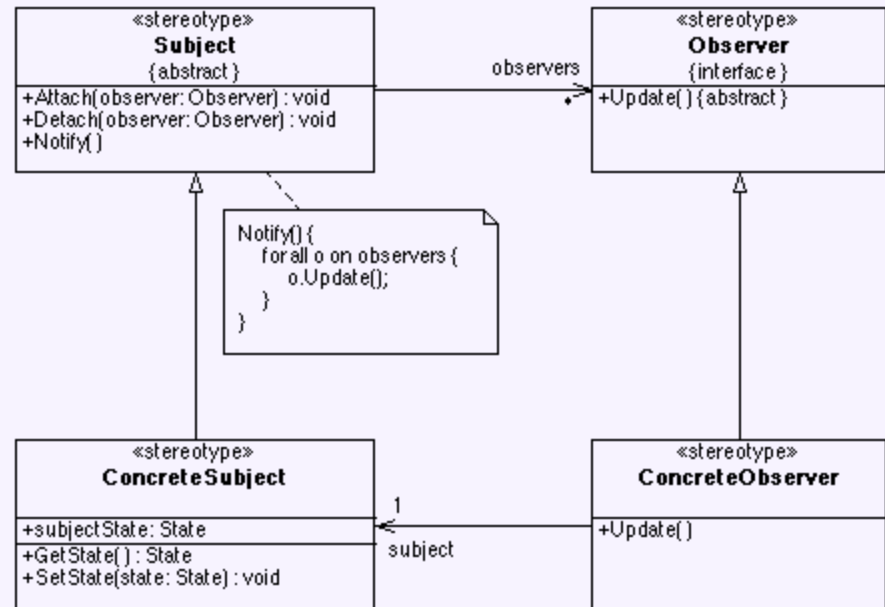 «stereotype»
Subject
{abstract}
+Attach(observer: Observer) : void
+Detach(observer: Observer) : void
+Notify()
observers
*
«stereotype»
Observer
{interface}
+Update() {abstract}
Notify() {
for all o on observers {
o.Update();
}
}
«stereotype»
ConcreteSubject
+subjectState: State
+GetState() : State
+SetState(state: State) : void
1
subject
«stereotype»
ConcreteObserver
+Update()